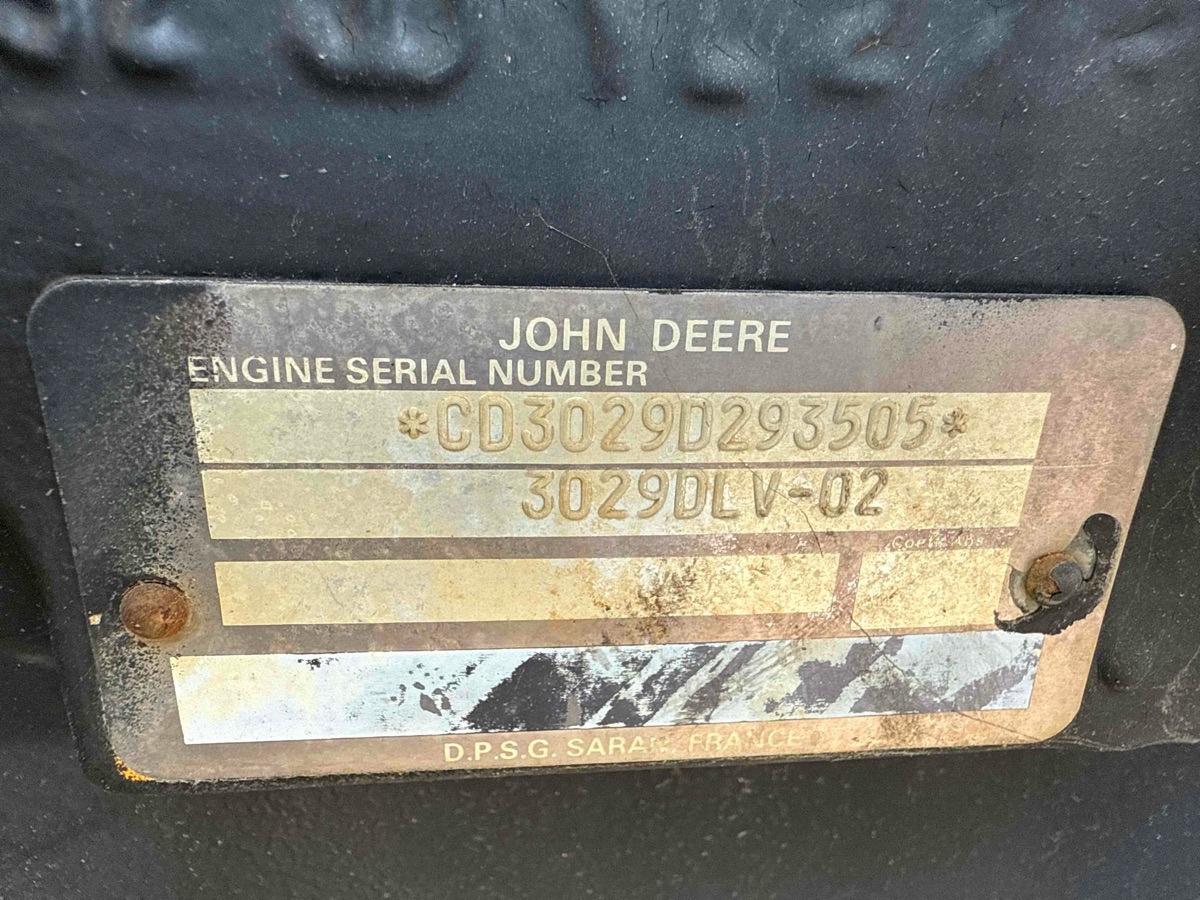 JOHN DEERE
ENGINE SERIAL NUMBER
*CD3029D293505*
3029DLV-02
D.P.S.G. SARAN, FRANCE